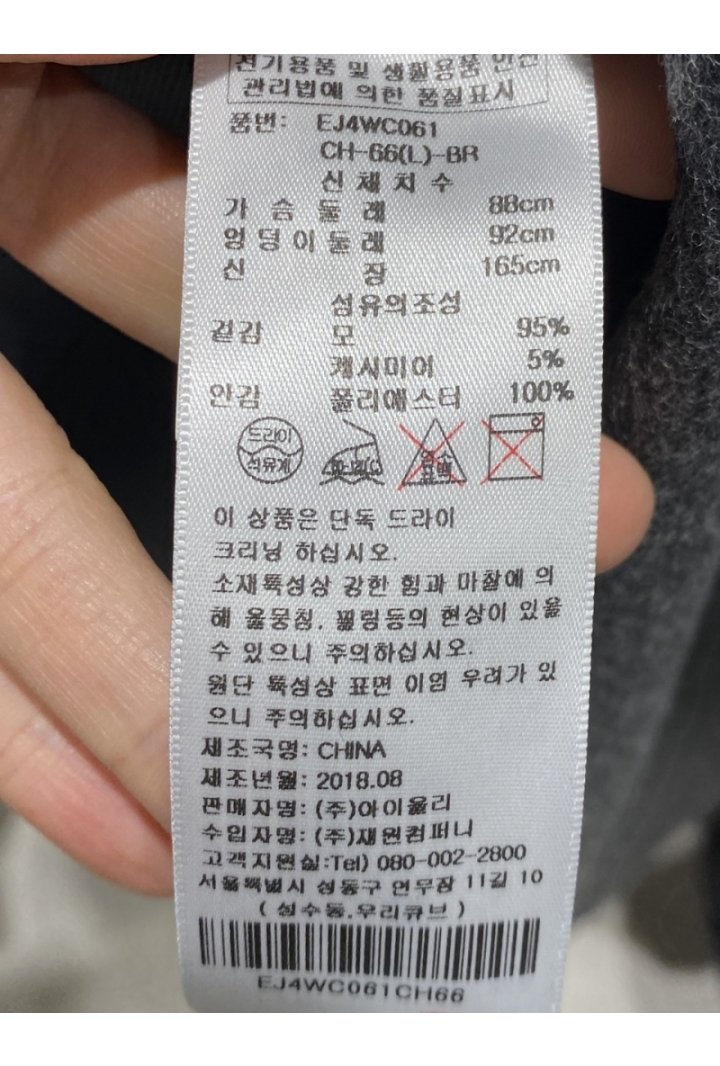 전기용품 및 생활용품 안전
관리법에 의한 품질표시
품번: EJ4WC061
CH-66(L)-BR
신 체 치 수
가 슴 둘 레 88cm
엉 덩 이 둘 레 92cm
신 장 165cm
섬유의조성
겉감 모 95%
캐시미어 5%
안감 폴리에스터 100%
드라이
석유계
염소
표백
이 상품은 단독 드라이
크리닝 하십시오.
소재특성상 강한 힘과 마찰에 의
해 올뭉침, 필링등의 현상이 있을
수 있으니 주의하십시오.
원단 특성상 표면 이염 우려가 있
으니 주의하십시오.
제조국명: CHINA
제조년월: 2018.08
판매자명: (주)아이올리
수입자명: (주)재원컴퍼니
고객지원실:Tel) 080-002-2800
서울특별시 성동구 연무장 11길 10
( 성수동,우리큐브 )
EJ4WC061CH66